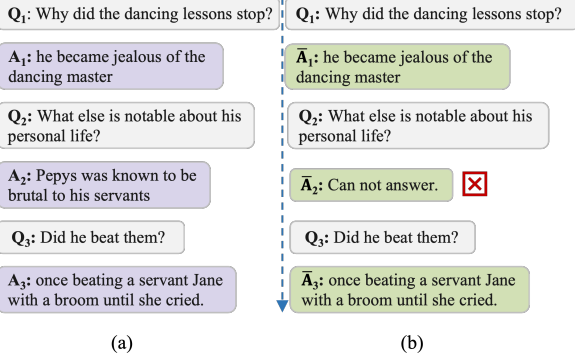 Q₁: Why did the dancing lessons stop?
A₁: he became jealous of the
dancing master
Q₂: What else is notable about his
personal life?
A₂: Pepys was known to be
brutal to his servants
Q₃: Did he beat them?
A₃: once beating a servant Jane
with a broom until she cried.
(a)
Q₁: Why did the dancing lessons stop?
A̅₁: he became jealous of the
dancing master
Q₂: What else is notable about his
personal life?
A̅₂: Can not answer.
Q₃: Did he beat them?
A̅₃: once beating a servant Jane
with a broom until she cried.
(b)